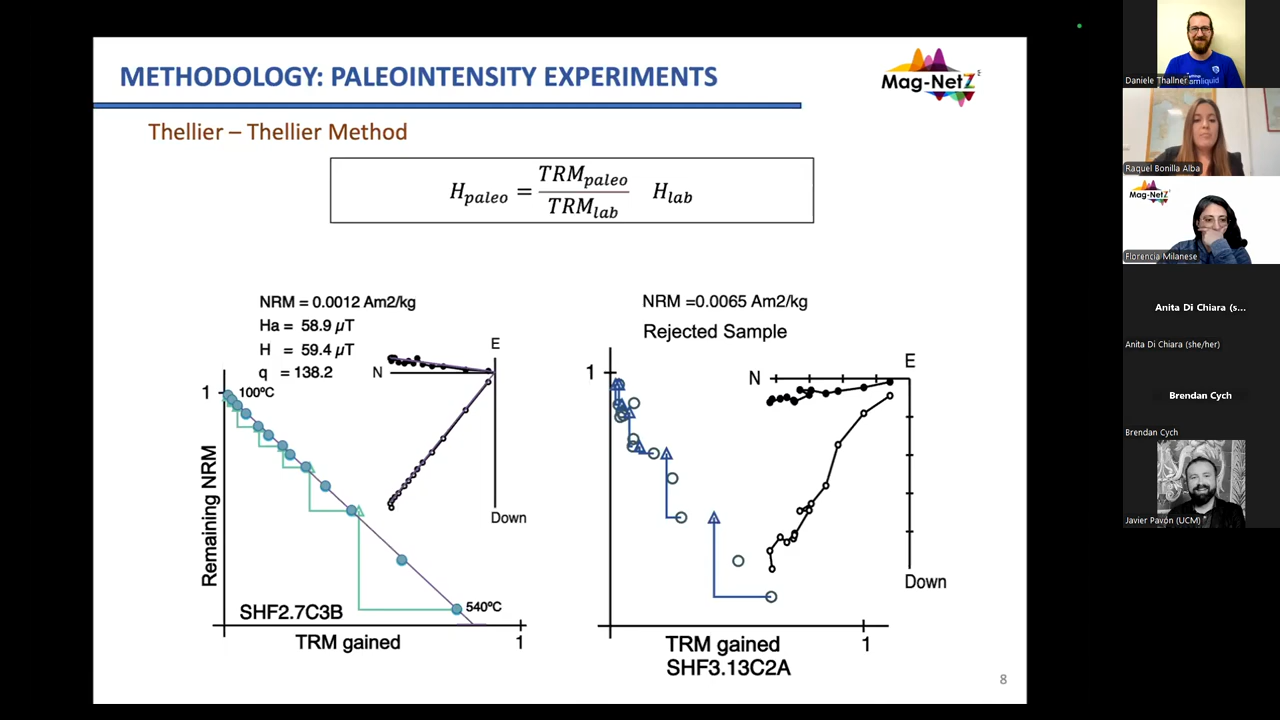 METHODOLOGY: PALEOINTENSITY EXPERIMENTS
Mag-NetZ
Thellier – Thellier Method
H_paleo = TRM_paleo / TRM_lab H_lab
NRM = 0.0012 Am2/kg
Ha = 58.9 µT
H = 59.4 µT
q = 138.2
E
N
Down
1
100ºC
Remaining NRM
540ºC
SHF2.7C3B
TRM gained
1
NRM =0.0065 Am2/kg
Rejected Sample
1
E
N
Down
TRM gained
1
SHF3.13C2A
8
Daniele Thallner
amliquid
Raquel Bonilla Alba
Mag-NetZ
Florencia Milanese
Anita Di Chiara (s...
Anita Di Chiara (she/her)
Brendan Cych
Brendan Cych
Javier Pavón (UCM)